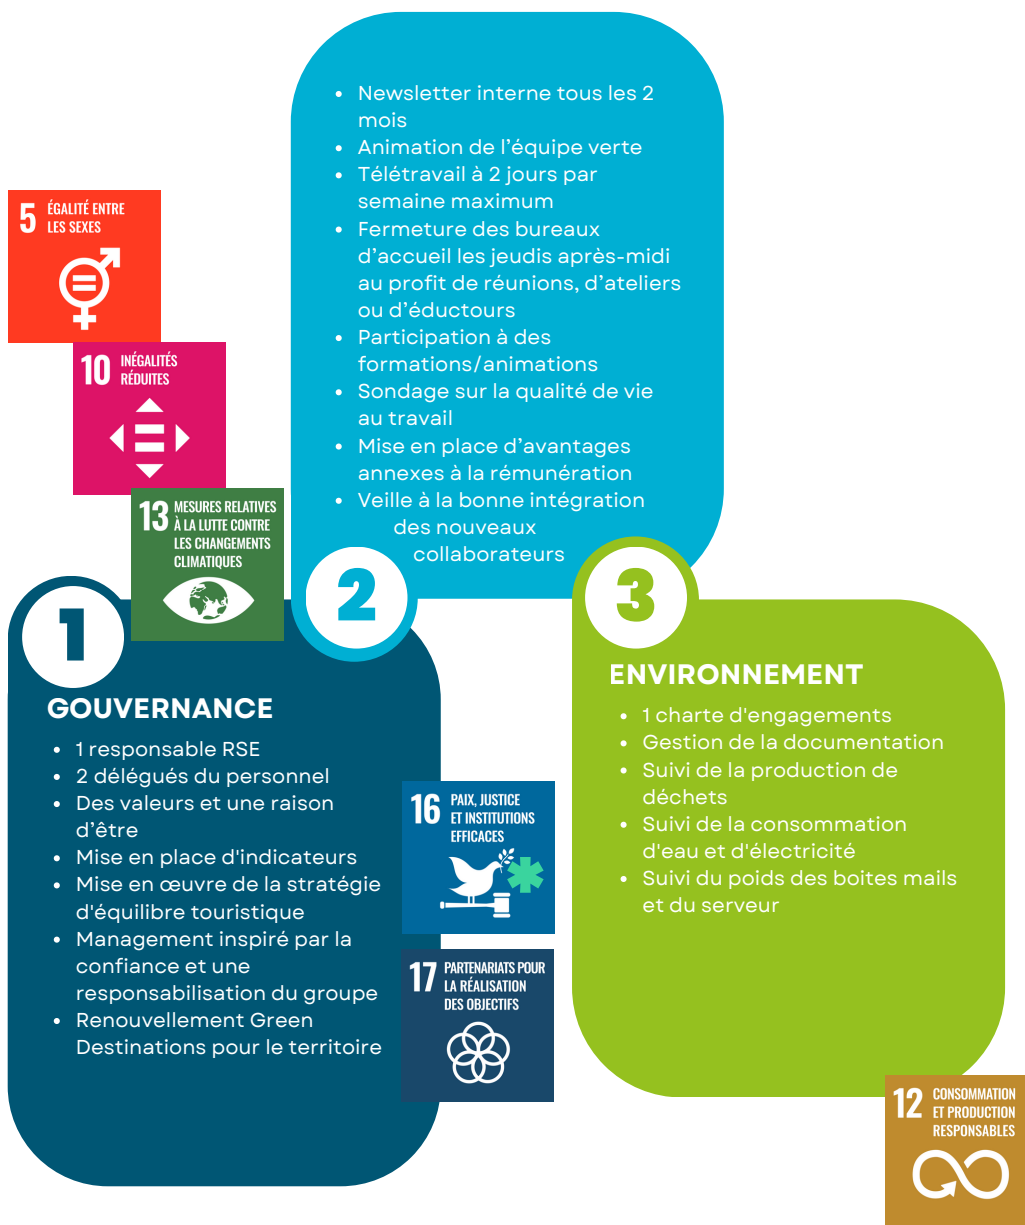 • Newsletter interne tous les 2
mois
• Animation de l’équipe verte
• Télétravail à 2 jours par
semaine maximum
• Fermeture des bureaux
d’accueil les jeudis après-midi
au profit de réunions, d’ateliers
ou d’éductours
• Participation à des
formations/animations
• Sondage sur la qualité de vie
au travail
• Mise en place d’avantages
annexes à la rémunération
• Veille à la bonne intégration
des nouveaux
collaborateurs
5 ÉGALITÉ ENTRE
LES SEXES
10 INÉGALITÉS
RÉDUITES
13 MESURES RELATIVES
À LA LUTTE CONTRE
LES CHANGEMENTS
CLIMATIQUES
1
2
3
GOUVERNANCE
• 1 responsable RSE
• 2 délégués du personnel
• Des valeurs et une raison
d’être
• Mise en place d'indicateurs
• Mise en œuvre de la stratégie
d'équilibre touristique
• Management inspiré par la
confiance et une
responsabilisation du groupe
• Renouvellement Green
Destinations pour le territoire
16 PAIX, JUSTICE
ET INSTITUTIONS
EFFICACES
17 PARTENARIATS POUR
LA RÉALISATION
DES OBJECTIFS
ENVIRONNEMENT
• 1 charte d'engagements
• Gestion de la documentation
• Suivi de la production de
déchets
• Suivi de la consommation
d'eau et d'électricité
• Suivi du poids des boites mails
et du serveur
12 CONSOMMATION
ET PRODUCTION
RESPONSABLES